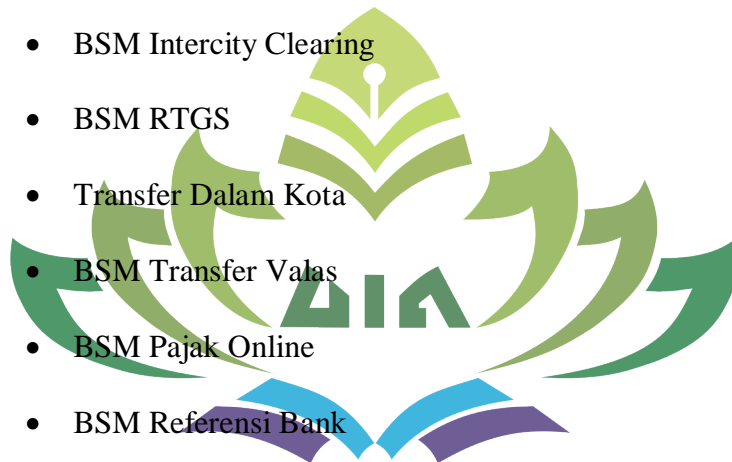 • BSM Intercity Clearing
• BSM RTGS
• Transfer Dalam Kota
• BSM Transfer Valas
• BSM Pajak Online
• BSM Referensi Bank